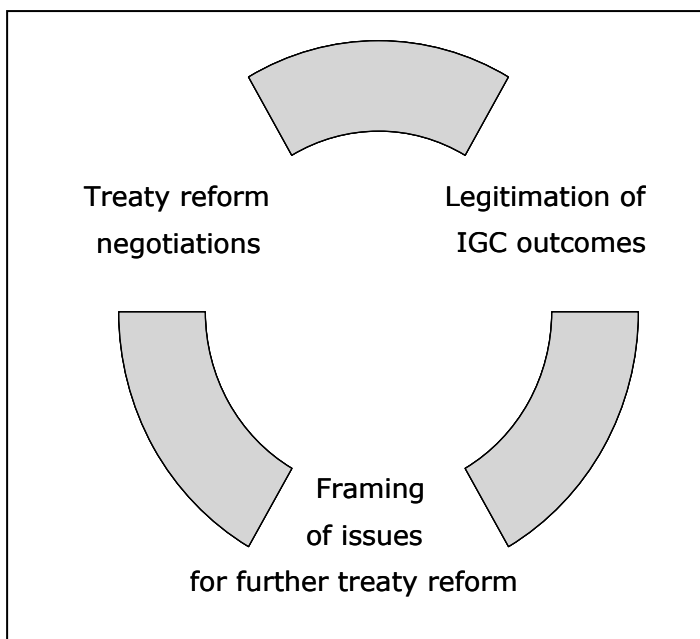 Treaty reform
negotiations
Legitimation of
IGC outcomes
Framing
of issues
for further treaty reform